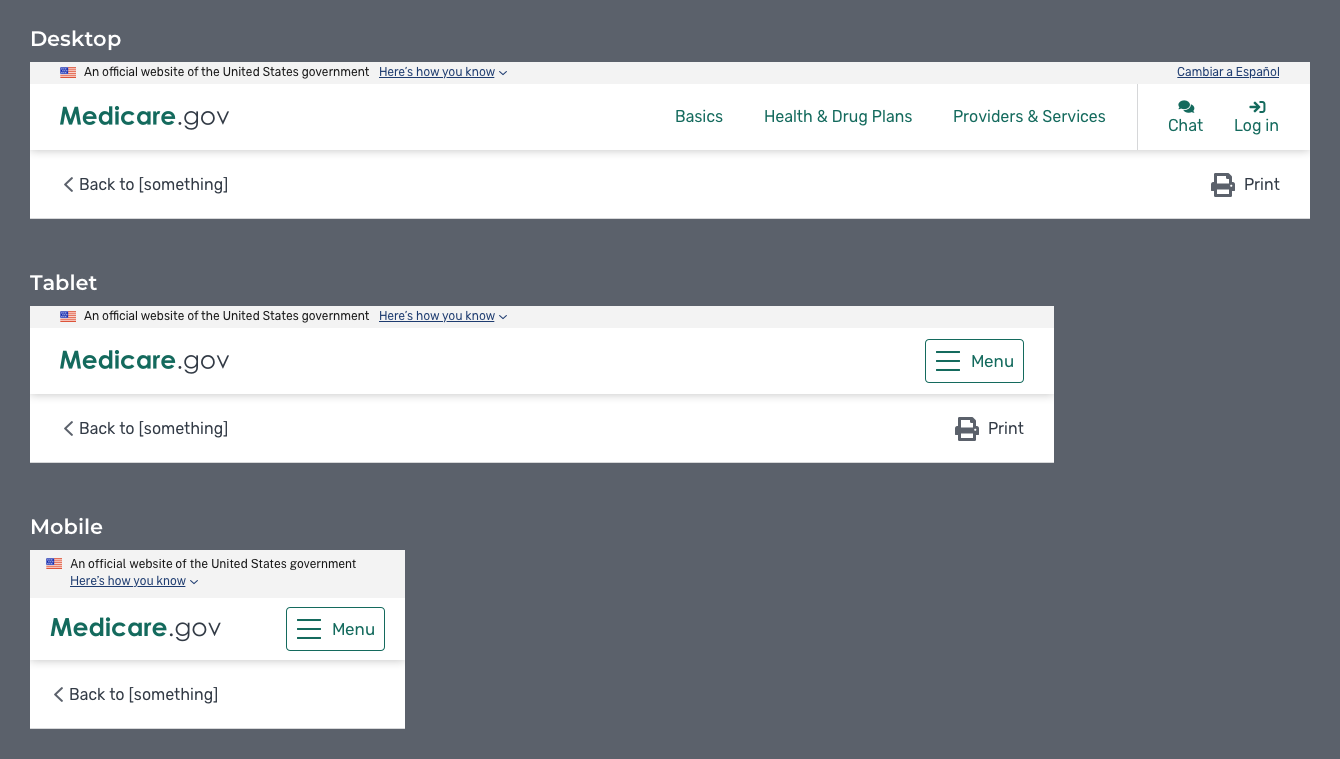 Desktop
An official website of the United States government Here's how you know Cambiar a Español
Medicare.gov Basics Health & Drug Plans Providers & Services Chat Log in
Back to [something] Print
Tablet
An official website of the United States government Here's how you know
Medicare.gov Menu
Back to [something] Print
Mobile
An official website of the United States government
Here's how you know
Medicare.gov Menu
Back to [something]